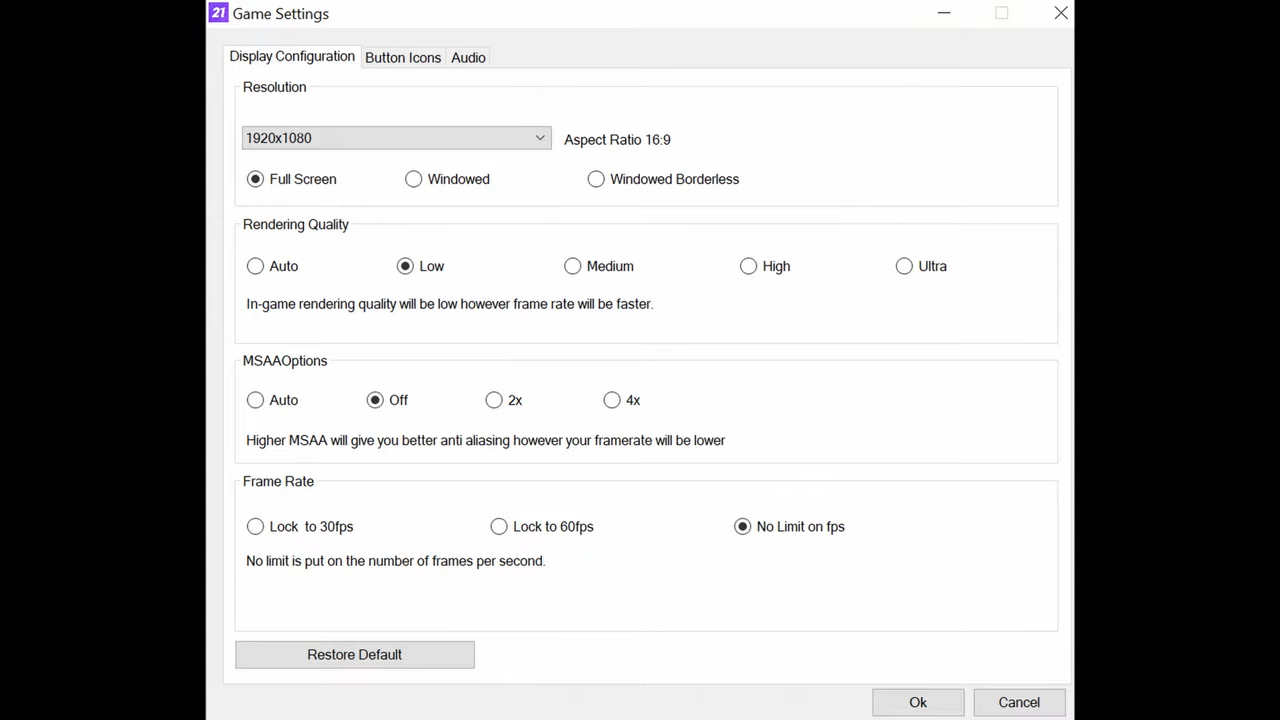 21 Game Settings
Display Configuration Button Icons Audio
Resolution
1920x1080 Aspect Ratio 16:9
Full Screen Windowed Windowed Borderless
Rendering Quality
Auto Low Medium High Ultra
In-game rendering quality will be low however frame rate will be faster.
MSAAOptions
Auto Off 2x 4x
Higher MSAA will give you better anti aliasing however your framerate will be lower
Frame Rate
Lock to 30fps Lock to 60fps No Limit on fps
No limit is put on the number of frames per second.
Restore Default
Ok Cancel